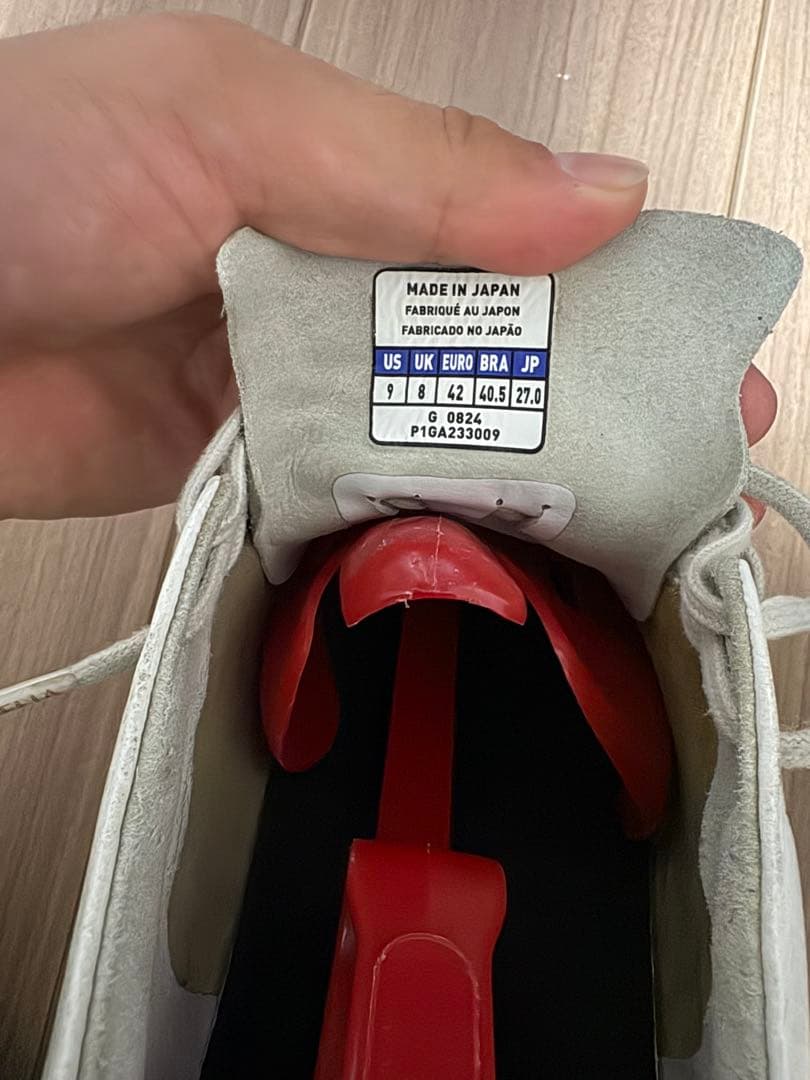 MADE IN JAPAN
FABRIQUÉ AU JAPON
FABRICADO NO JAPÃO
US UK EURO BRA JP
9 8 42 40.5 27.0
G 0824
P1GA233009